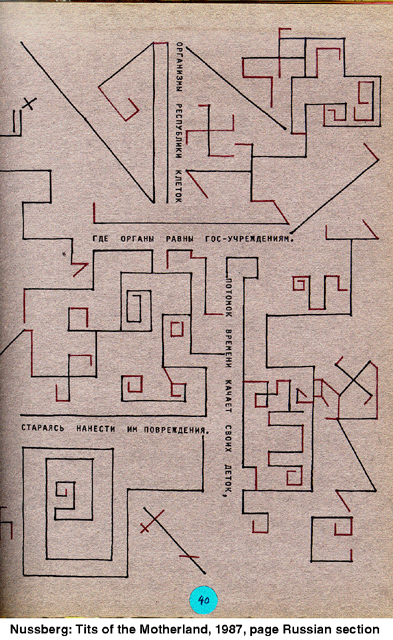 ОРГАНИЗМЫ РЕСПУБЛИКИ КЛЕТОК
ГДЕ ОРГАНЫ РАВНЫ ГОС-УЧРЕЖДЕНИЯМ.
ПОТОМОК ВРЕМЕНИ КАЧАЕТ СВОИХ ДЕТОК,
СТАРАЯСЬ НАНЕСТИ ИМ ПОВРЕЖДЕНИЯ.
40
Nussberg: Tits of the Motherland, 1987, page Russian section